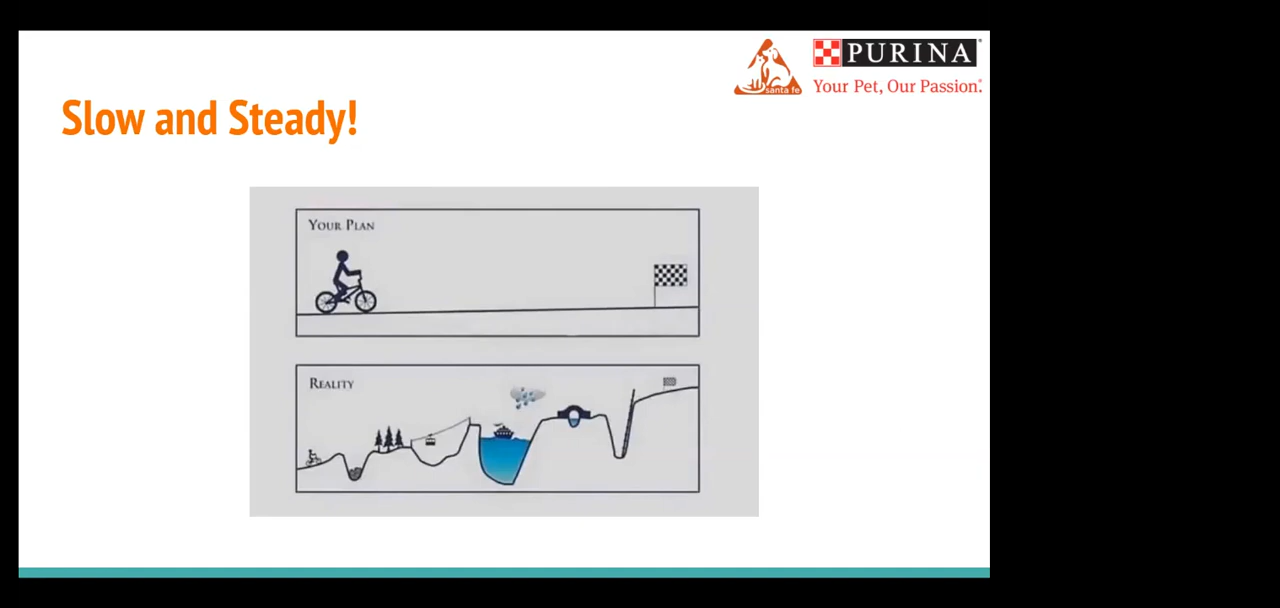 santa fe
PURINA®
Your Pet, Our Passion.®
Slow and Steady!
YOUR PLAN
REALITY